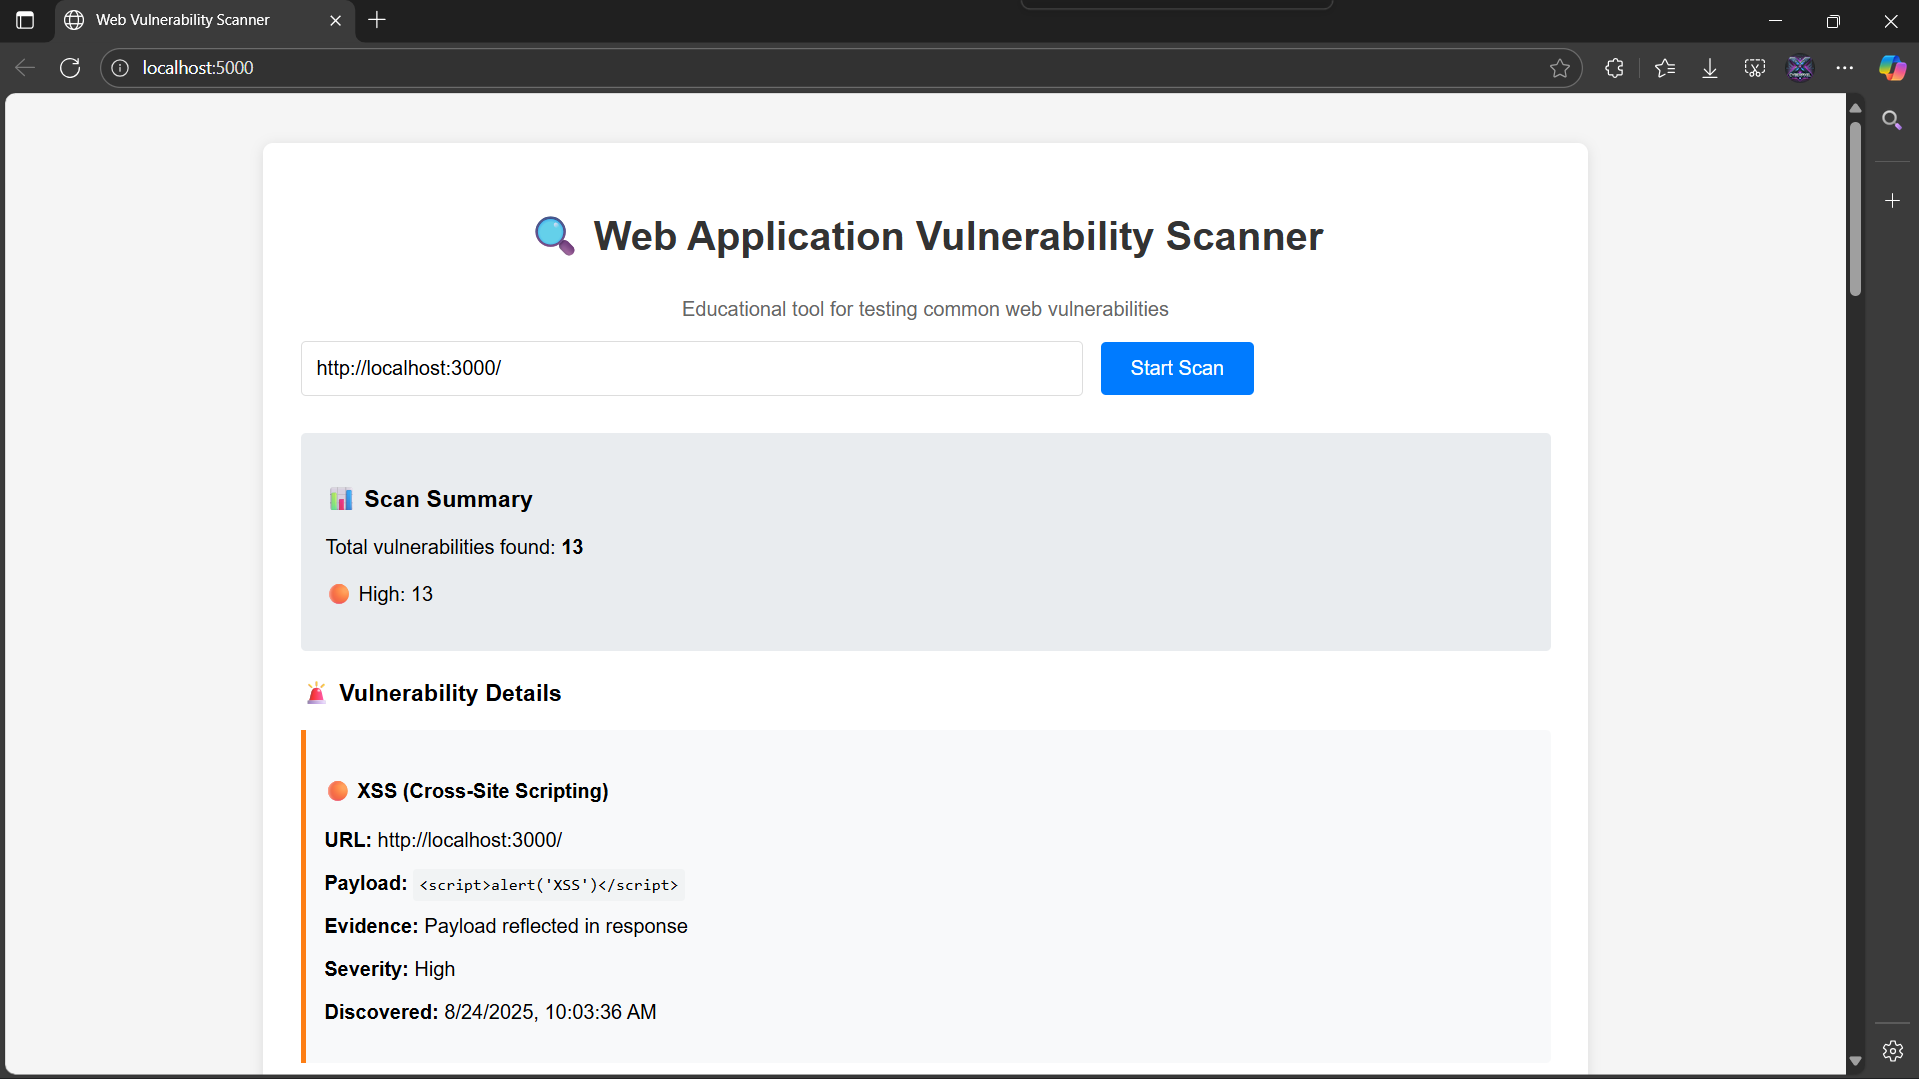 Web Vulnerability Scanner
localhost:5000
Web Application Vulnerability Scanner
Educational tool for testing common web vulnerabilities
http://localhost:3000/
Start Scan
Scan Summary
Total vulnerabilities found: 13
High: 13
Vulnerability Details
XSS (Cross-Site Scripting)
URL: http://localhost:3000/
Payload: <script>alert('XSS')</script>
Evidence: Payload reflected in response
Severity: High
Discovered: 8/24/2025, 10:03:36 AM